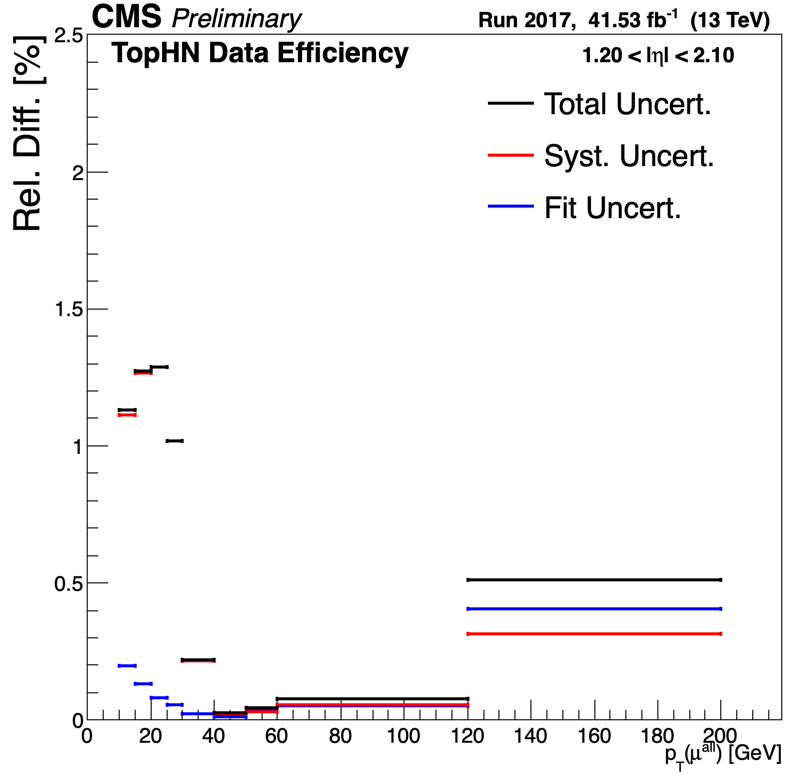 CMS Preliminary Run 2017, 41.53 fb⁻¹ (13 TeV)
TopHN Data Efficiency 1.20 < |η| < 2.10
Total Uncert.
Syst. Uncert.
Fit Uncert.
Rel. Diff. [%]
2.5
2
1.5
1
0.5
0
0 20 40 60 80 100 120 140 160 180 200
p_T(μ^all) [GeV]